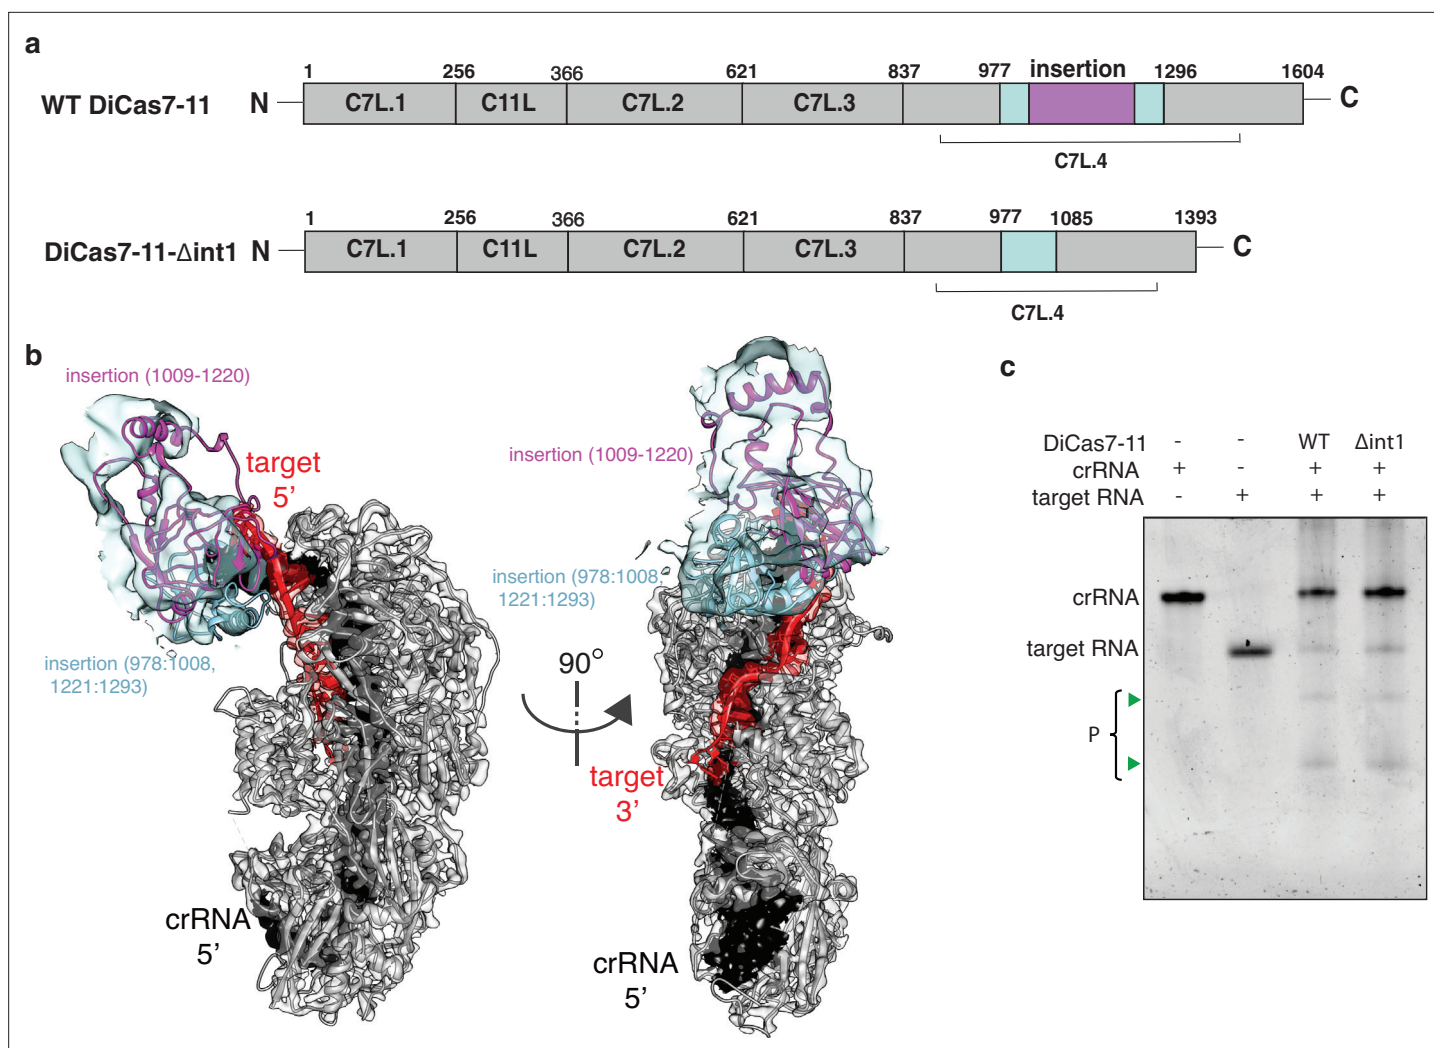 a
1 256 366 621 837 977 insertion 1296 1604
WT DiCas7-11 N C7L.1 C11L C7L.2 C7L.3 C
C7L.4
1 256 366 621 837 977 1085 1393
DiCas7-11-Δint1 N C7L.1 C11L C7L.2 C7L.3 C
C7L.4
b
insertion (1009-1220)
target
5’
insertion (978:1008,
1221:1293)
crRNA
5’
90°
insertion (1009-1220)
insertion (978:1008,
1221:1293)
target
3’
crRNA
5’
c
DiCas7-11 - - WT Δint1
crRNA + - + +
target RNA - + + +
crRNA
target RNA
P